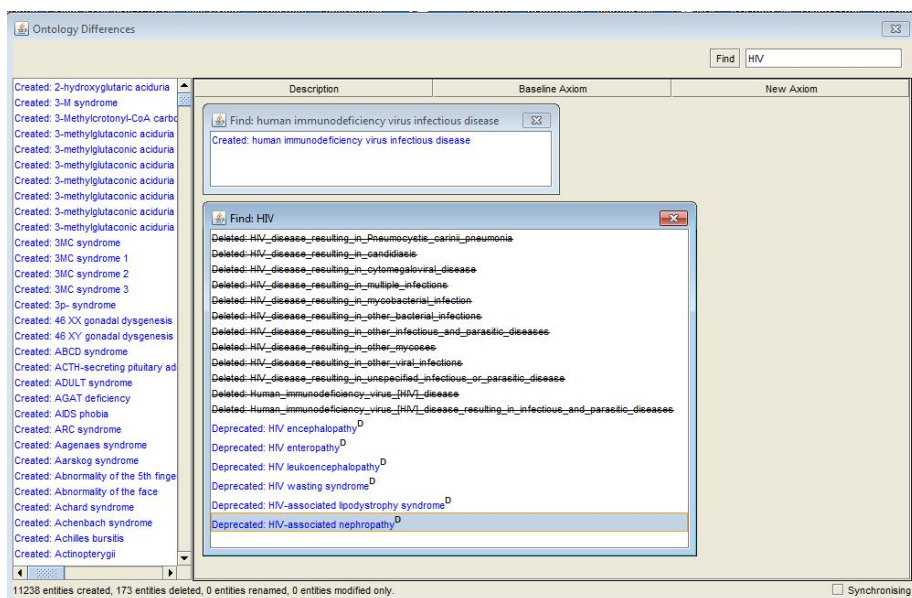 Ontology Differences
Find HIV
Created: 2-hydroxyglutaric aciduria
Created: 3-M syndrome
Created: 3-Methylcrotonyl-CoA carbo
Created: 3-methylglutaconic aciduria
Created: 3-methylglutaconic aciduria
Created: 3-methylglutaconic aciduria
Created: 3-methylglutaconic aciduria
Created: 3-methylglutaconic aciduria
Created: 3-methylglutaconic aciduria
Created: 3-methylglutaconic aciduria
Created: 3MC syndrome
Created: 3MC syndrome 1
Created: 3MC syndrome 2
Created: 3MC syndrome 3
Created: 3p- syndrome
Created: 46 XX gonadal dysgenesis
Created: 46 XY gonadal dysgenesis
Created: ABCD syndrome
Created: ACTH-secreting pituitary ad
Created: ADULT syndrome
Created: AGAT deficiency
Created: AIDS phobia
Created: ARC syndrome
Created: Aagenaes syndrome
Created: Aarskog syndrome
Created: Abnormality of the 5th finge
Created: Abnormality of the face
Created: Achard syndrome
Created: Achenbach syndrome
Created: Achilles bursitis
Created: Actinopterygii
Description Baseline Axiom New Axiom
Find: human immunodeficiency virus infectious disease
Created: human immunodeficiency virus infectious disease
Find: HIV
Deleted: HIV_disease_resulting_in_Pneumocystis_carinii_pneumonia
Deleted: HIV_disease_resulting_in_candidiasis
Deleted: HIV_disease_resulting_in_cytomegaloviral_disease
Deleted: HIV_disease_resulting_in_multiple_infections
Deleted: HIV_disease_resulting_in_mycobacterial_infection
Deleted: HIV_disease_resulting_in_other_bacterial_infections
Deleted: HIV_disease_resulting_in_other_infectious_and_parasitic_diseases
Deleted: HIV_disease_resulting_in_other_mycoses
Deleted: HIV_disease_resulting_in_other_viral_infections
Deleted: HIV_disease_resulting_in_unspecified_infectious_or_parasitic_disease
Deleted: Human_immunodeficiency_virus_[HIV]_disease
Deleted: Human_immunodeficiency_virus_[HIV]_disease_resulting_in_infectious_and_parasitic_diseases
Deprecated: HIV encephalopathyD
Deprecated: HIV enteropathyD
Deprecated: HIV leukoencephalopathyD
Deprecated: HIV wasting syndromeD
Deprecated: HIV-associated lipodystrophy syndromeD
Deprecated: HIV-associated nephropathyD
11238 entities created, 173 entities deleted, 0 entities renamed, 0 entities modified only.
Synchronising